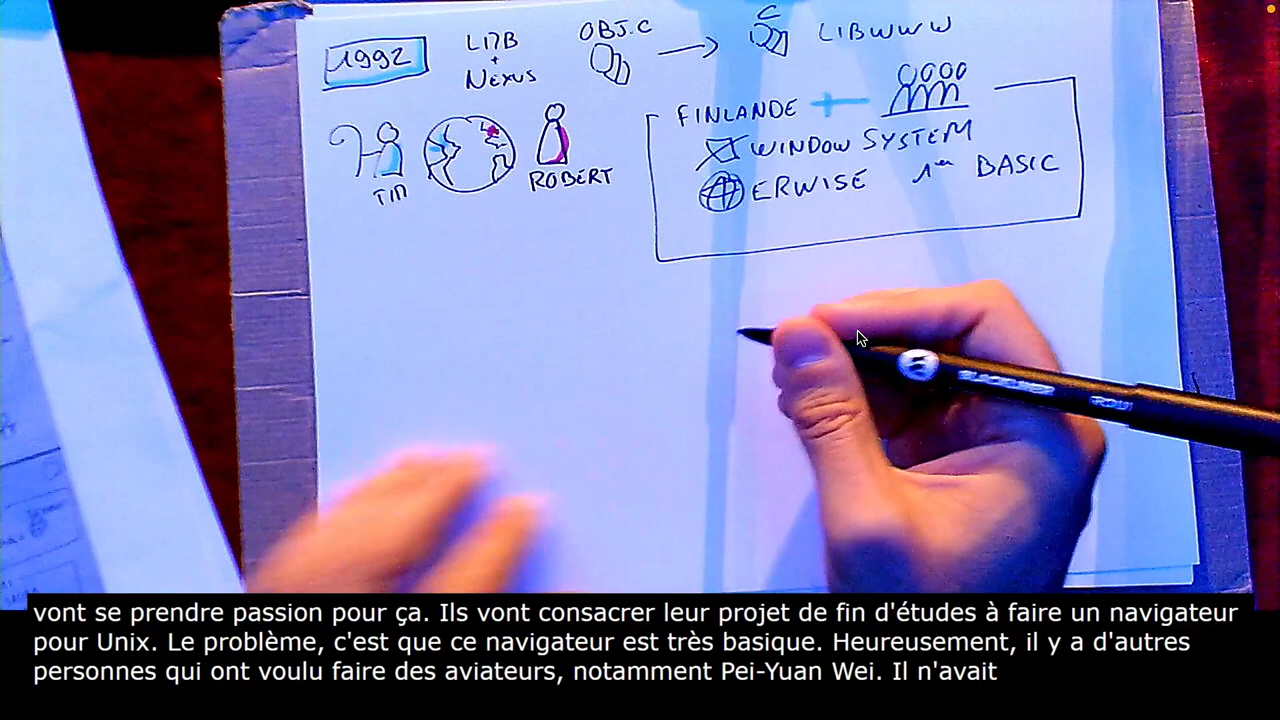 1992
LITB
+
NEXUS
OBJ.C
C
LIBWWW
TIM
ROBERT
FINLANDE +
X WINDOW SYSTEM
ERWISE 1er BASIC
vont se prendre passion pour ça. Ils vont consacrer leur projet de fin d'études à faire un navigateur
pour Unix. Le problème, c'est que ce navigateur est très basique. Heureusement, il y a d'autres
personnes qui ont voulu faire des aviateurs, notamment Pei-Yuan Wei. Il n'avait